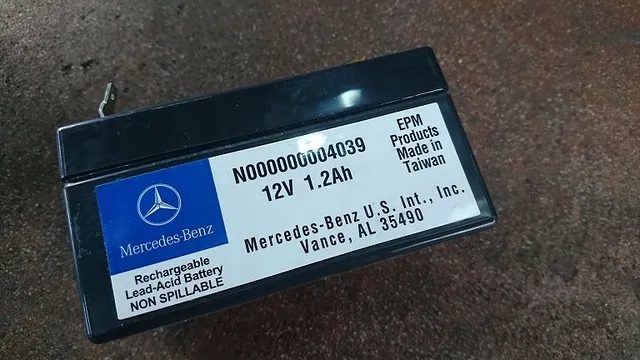 N000000004039
12V 1.2Ah
EPM
Products
Made in
Taiwan
Mercedes-Benz
Mercedes-Benz U.S. Int., Inc.
Vance, AL 35490
Rechargeable
Lead-Acid Battery
NON SPILLABLE